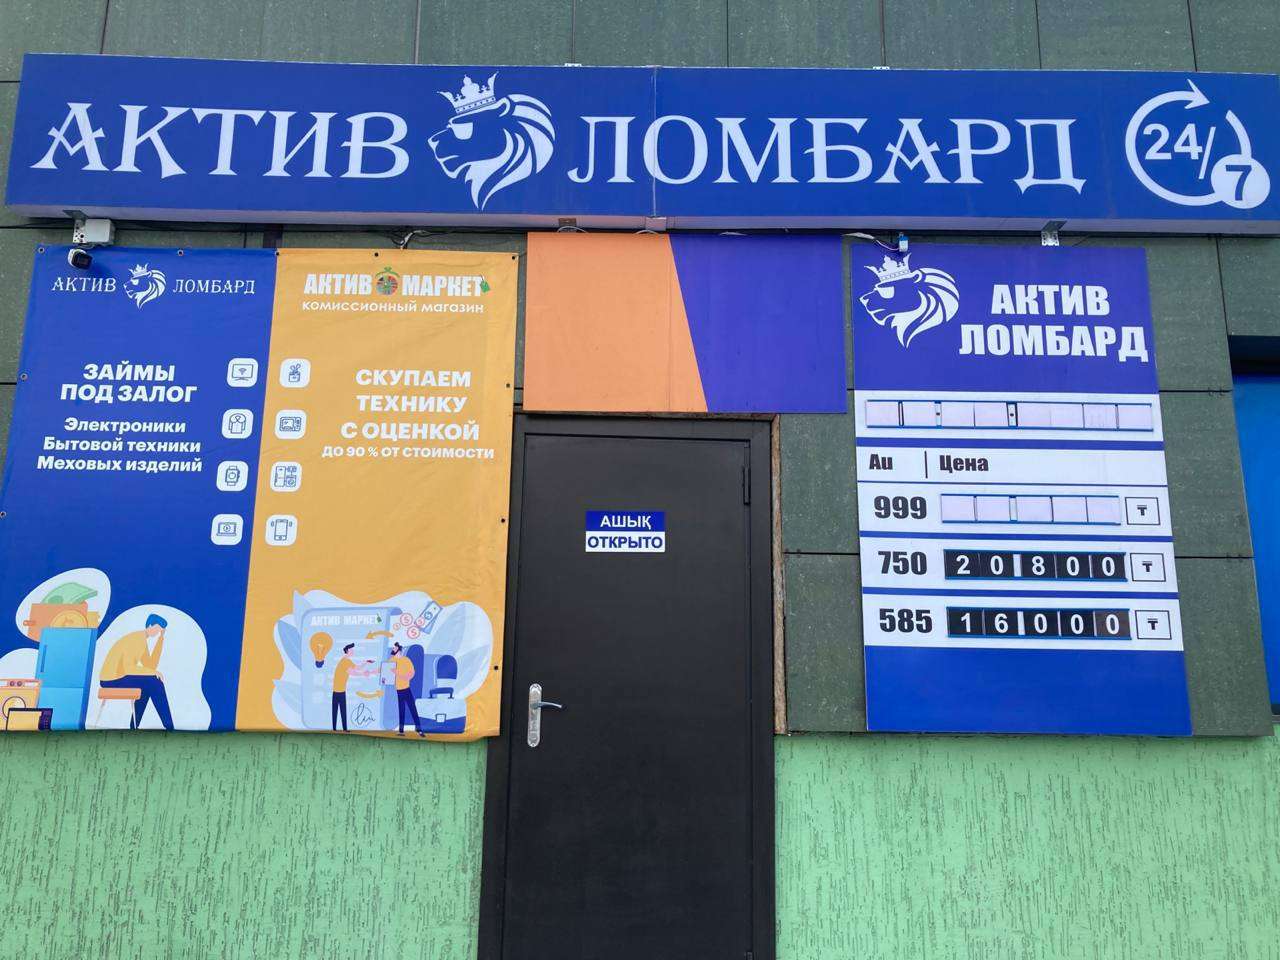 АКТИВ ЛОМБАРД 24/7
АКТИВ ЛОМБАРД
ЗАЙМЫ
ПОД ЗАЛОГ
Электроники
Бытовой техники
Меховых изделий
АКТИВ МАРКЕТ
комиссионный магазин
СКУПАЕМ
ТЕХНИКУ
С ОЦЕНКОЙ
ДО 90 % ОТ СТОИМОСТИ
АКТИВ МАРКЕТ
АШЫҚ
ОТКРЫТО
АКТИВ
ЛОМБАРД
Au Цена
999 ₸
750 20800 ₸
585 16000 ₸